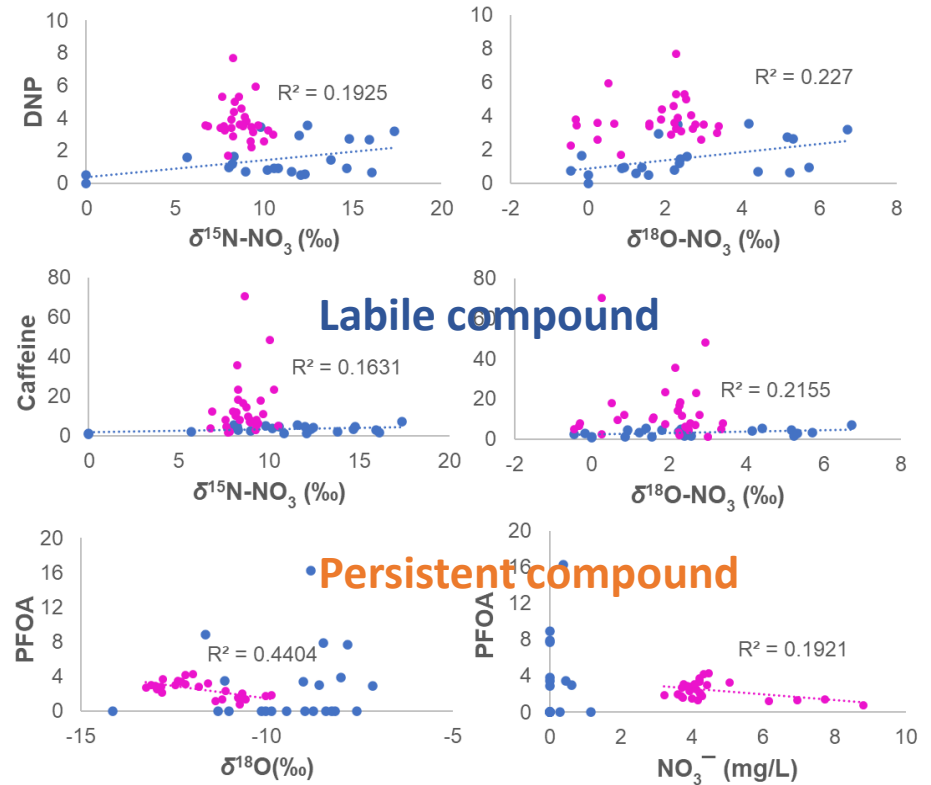 10
8
6
4
2
0
DNP
R² = 0.1925
0 5 10 15 20
δ¹⁵N-NO₃ (‰)
10
8
6
4
2
0
R² = 0.227
-2 0 2 4 6 8
δ¹⁸O-NO₃ (‰)
80
60
40
20
0
Caffeine
R² = 0.1631
0 5 10 15 20
δ¹⁵N-NO₃ (‰)
80
60
40
20
0
R² = 0.2155
-2 0 2 4 6 8
δ¹⁸O-NO₃ (‰)
Labile compound
20
16
12
8
4
0
PFOA
R² = 0.4404
-15 -10 -5
δ¹⁸O(‰)
20
16
12
8
4
0
PFOA
R² = 0.1921
0 2 4 6 8 10
NO₃⁻ (mg/L)
Persistent compound